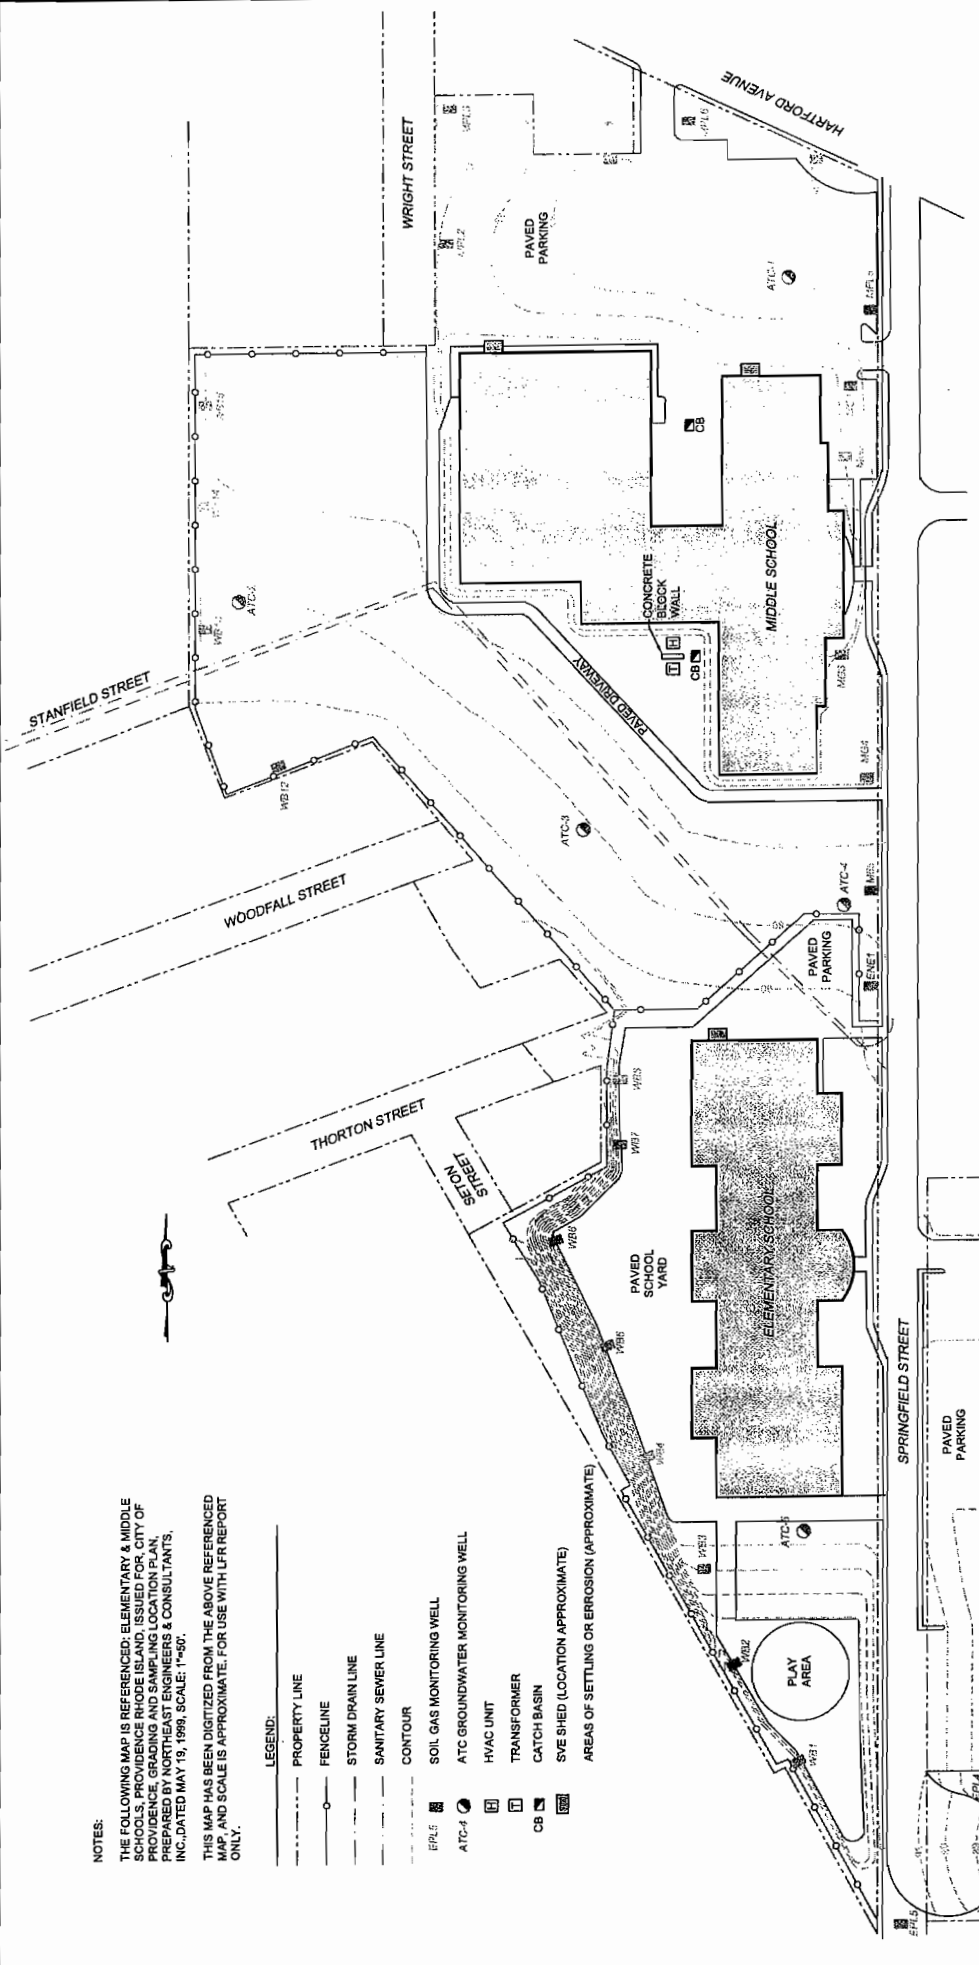 NOTES:
THE FOLLOWING MAP IS REFERENCED: ELEMENTARY & MIDDLE
SCHOOLS, PROVIDENCE RHODE ISLAND, ISSUED FOR, CITY OF
PROVIDENCE, GRADING AND SAMPLING LOCATION PLAN,
PREPARED BY NORTHEAST ENGINEERS & CONSULTANTS,
INC.,DATED MAY 19, 1999, SCALE: 1"=50'.
THIS MAP HAS BEEN DIGITIZED FROM THE ABOVE REFERENCED
MAP, AND SCALE IS APPROXIMATE. FOR USE WITH LFR REPORT
ONLY.
LEGEND:
PROPERTY LINE
FENCELINE
STORM DRAIN LINE
SANITARY SEWER LINE
CONTOUR
EPL5 SOIL GAS MONITORING WELL
ATC-4 ATC GROUNDWATER MONITORING WELL
H HVAC UNIT
T TRANSFORMER
CB CATCH BASIN
SVE SHED (LOCATION APPROXIMATE)
AREAS OF SETTLING OR ERROSION (APPROXIMATE)
STANFIELD STREET
WOODFALL STREET
THORTON STREET
SETON
STREET
WRIGHT STREET
HARTFORD AVENUE
SPRINGFIELD STREET
PAVED
PARKING
PAVED
PARKING
PAVED
PARKING
PAVED
SCHOOL
YARD
PLAY
AREA
PAVED DRIVEWAY
CONCRETE
BLOCK
WALL
T
H
CB
CB
MIDDLE SCHOOL
ELEMENTARY SCHOOL
ATC-1
ATC-2
ATC-3
ATC-4
ATC-5
WB1
WB2
WB3
WB4
WB6
WB7
WB12
MPL2
MPL6
MG3
MG4
ENE1
EPL5